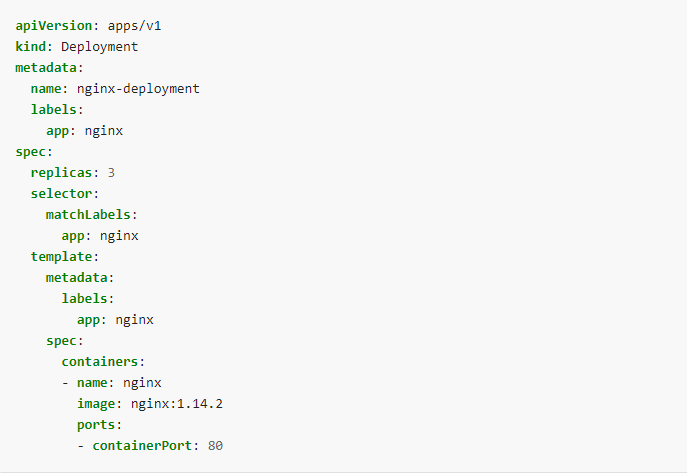 apiVersion: apps/v1
kind: Deployment
metadata:
  name: nginx-deployment
  labels:
    app: nginx
spec:
  replicas: 3
  selector:
    matchLabels:
      app: nginx
  template:
    metadata:
      labels:
        app: nginx
    spec:
      containers:
      - name: nginx
        image: nginx:1.14.2
        ports:
        - containerPort: 80